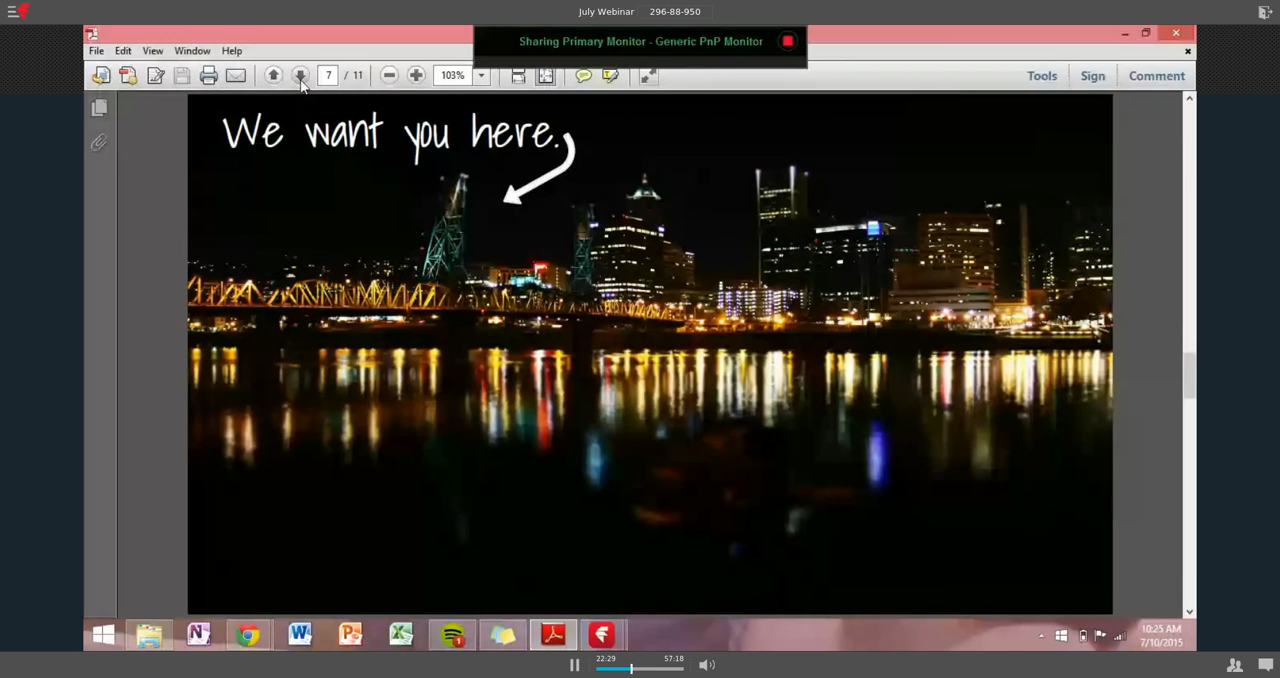 July Webinar 296-88-950
Sharing Primary Monitor - Generic PnP Monitor
File Edit View Window Help
7 / 11 103% Tools Sign Comment
We want you here.
10:25 AM
7/10/2015
22:29 57:18